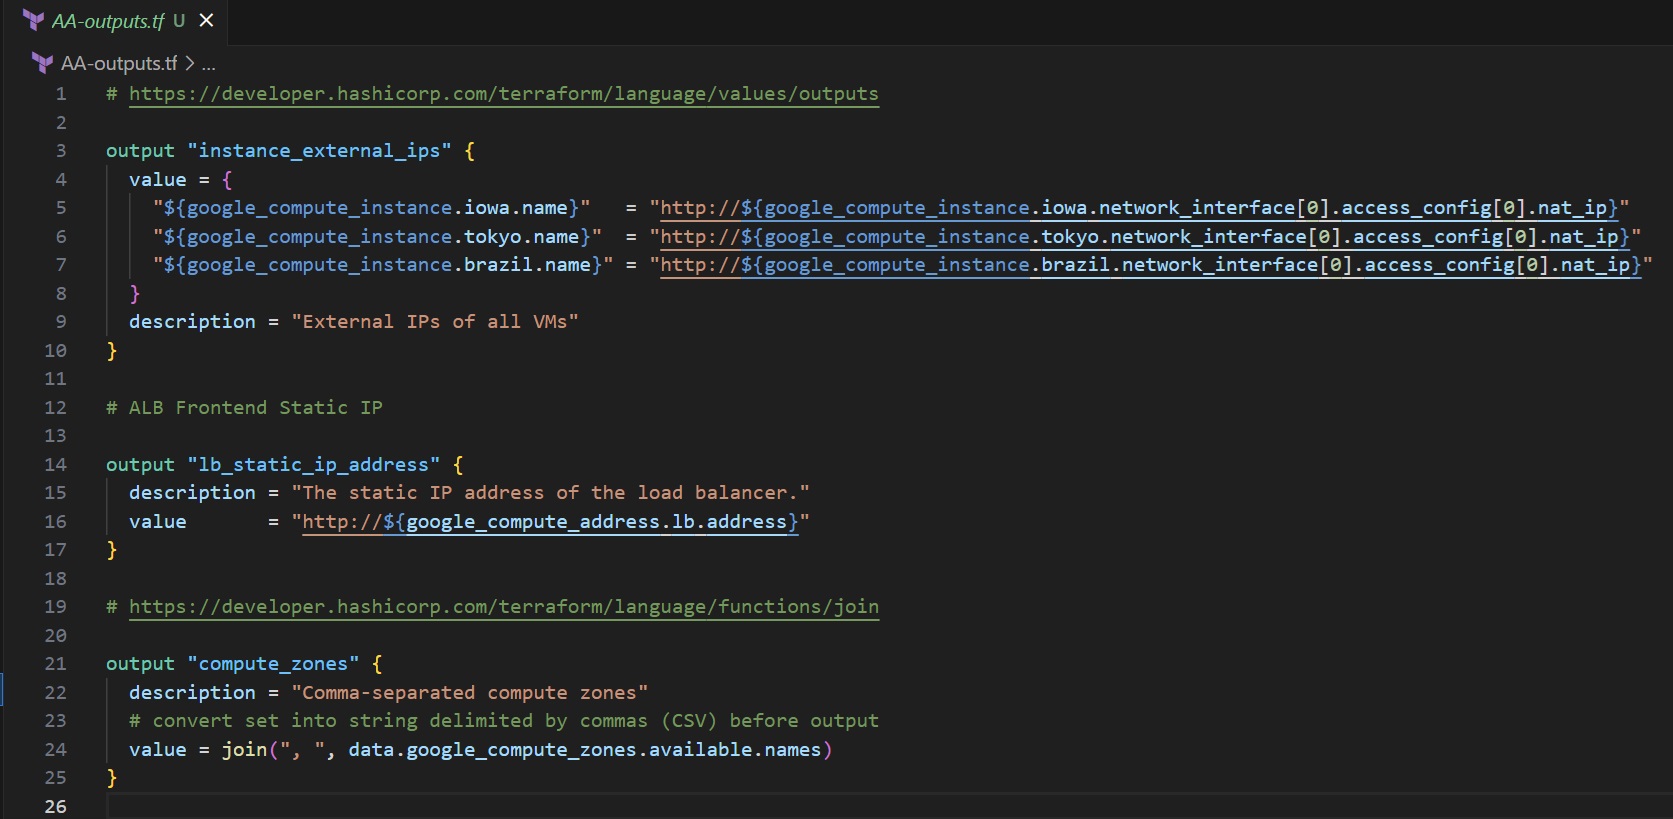 AA-outputs.tf U ×
AA-outputs.tf > ...
1 # https://developer.hashicorp.com/terraform/language/values/outputs
2
3 output "instance_external_ips" {
4   value = {
5     "${google_compute_instance.iowa.name}"   = "http://${google_compute_instance.iowa.network_interface[0].access_config[0].nat_ip}"
6     "${google_compute_instance.tokyo.name}"  = "http://${google_compute_instance.tokyo.network_interface[0].access_config[0].nat_ip}"
7     "${google_compute_instance.brazil.name}" = "http://${google_compute_instance.brazil.network_interface[0].access_config[0].nat_ip}"
8   }
9   description = "External IPs of all VMs"
10 }
11
12 # ALB Frontend Static IP
13
14 output "lb_static_ip_address" {
15   description = "The static IP address of the load balancer."
16   value       = "http://${google_compute_address.lb.address}"
17 }
18
19 # https://developer.hashicorp.com/terraform/language/functions/join
20
21 output "compute_zones" {
22   description = "Comma-separated compute zones"
23   # convert set into string delimited by commas (CSV) before output
24   value = join(", ", data.google_compute_zones.available.names)
25 }
26